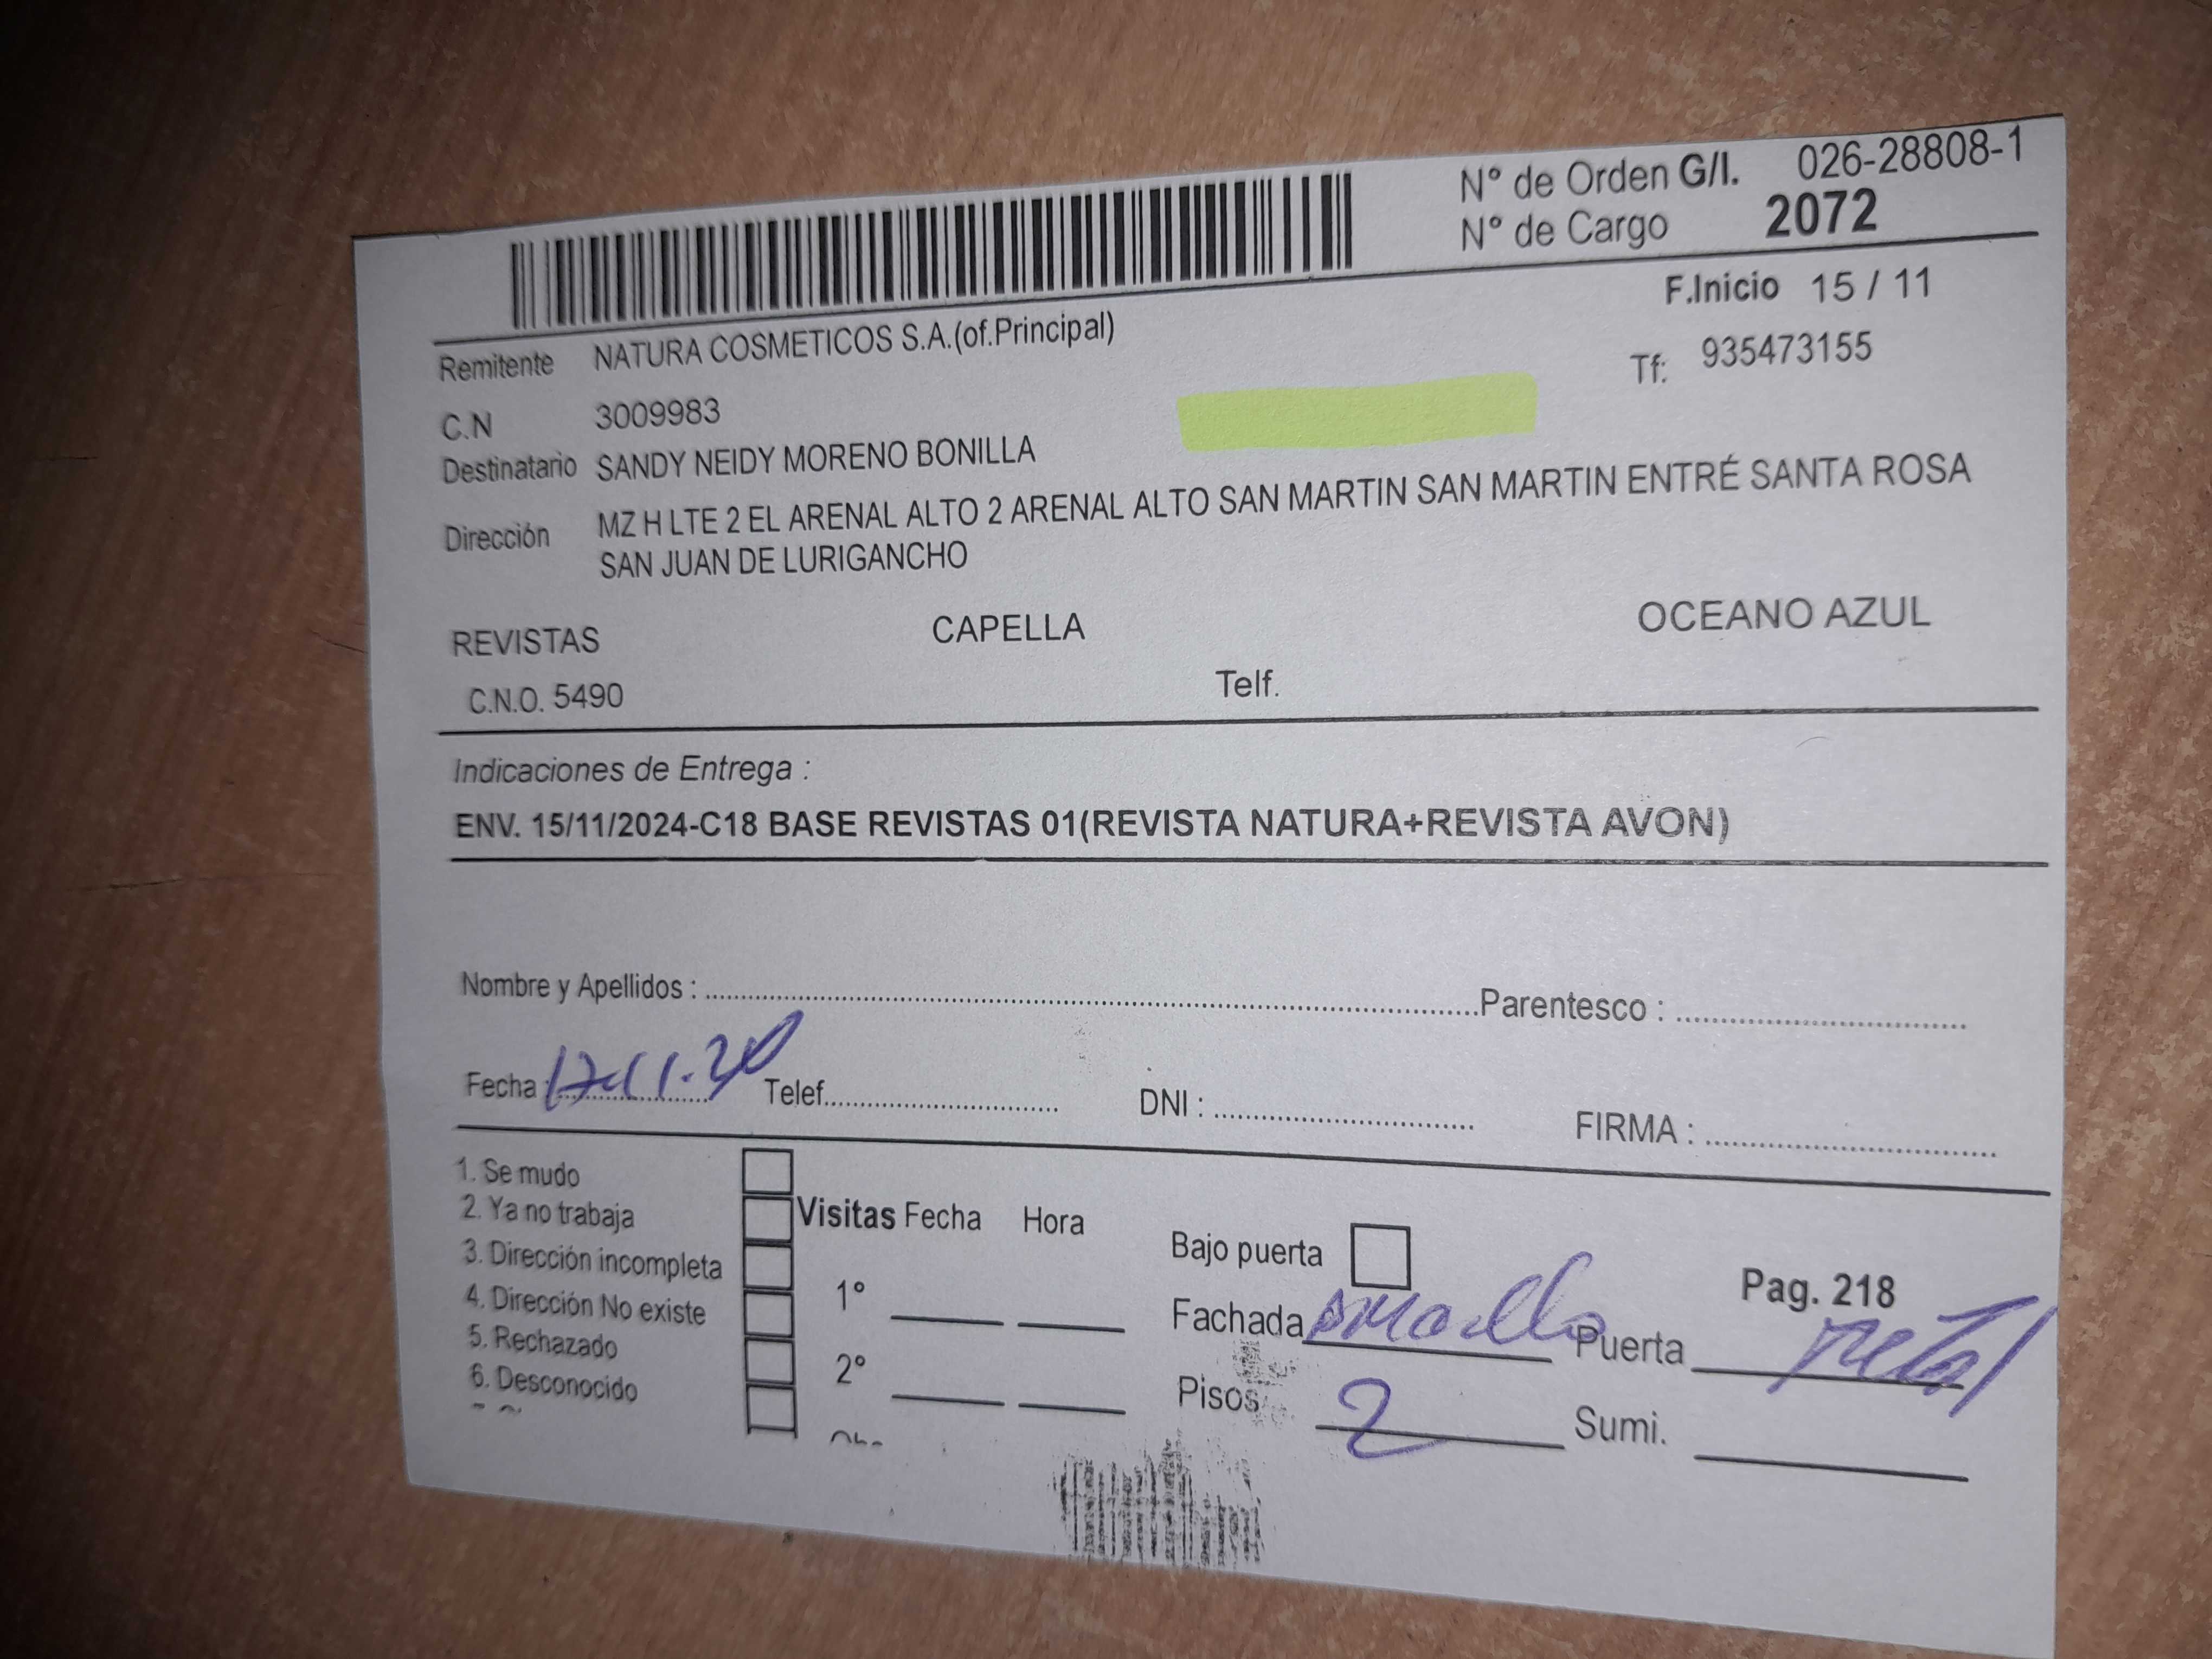 N° de Orden G/I. 026-28808-1
N° de Cargo 2072
F.Inicio 15 / 11
Remitente NATURA COSMETICOS S.A.(of.Principal)
Tf: 935473155
C.N 3009983
Destinatario SANDY NEIDY MORENO BONILLA
Dirección MZ H LTE 2 EL ARENAL ALTO 2 ARENAL ALTO SAN MARTIN SAN MARTIN ENTRÉ SANTA ROSA
SAN JUAN DE LURIGANCHO
REVISTAS CAPELLA OCEANO AZUL
C.N.O. 5490 Telf.
Indicaciones de Entrega :
ENV. 15/11/2024-C18 BASE REVISTAS 01(REVISTA NATURA+REVISTA AVON)
Nombre y Apellidos : Parentesco :
Fecha : Telef. DNI : FIRMA :
1. Se mudo
2. Ya no trabaja
3. Dirección incompleta
4. Dirección No existe
5. Rechazado
6. Desconocido
Visitas Fecha Hora
1°
2°
Bajo puerta
Pag. 218
Fachada Puerta metal
Pisos 2 Sumi.